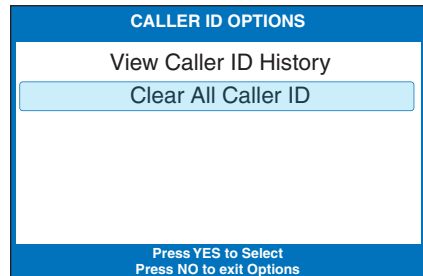 CALLER ID OPTIONS
View Caller ID History
Clear All Caller ID
Press YES to Select
Press NO to exit Options